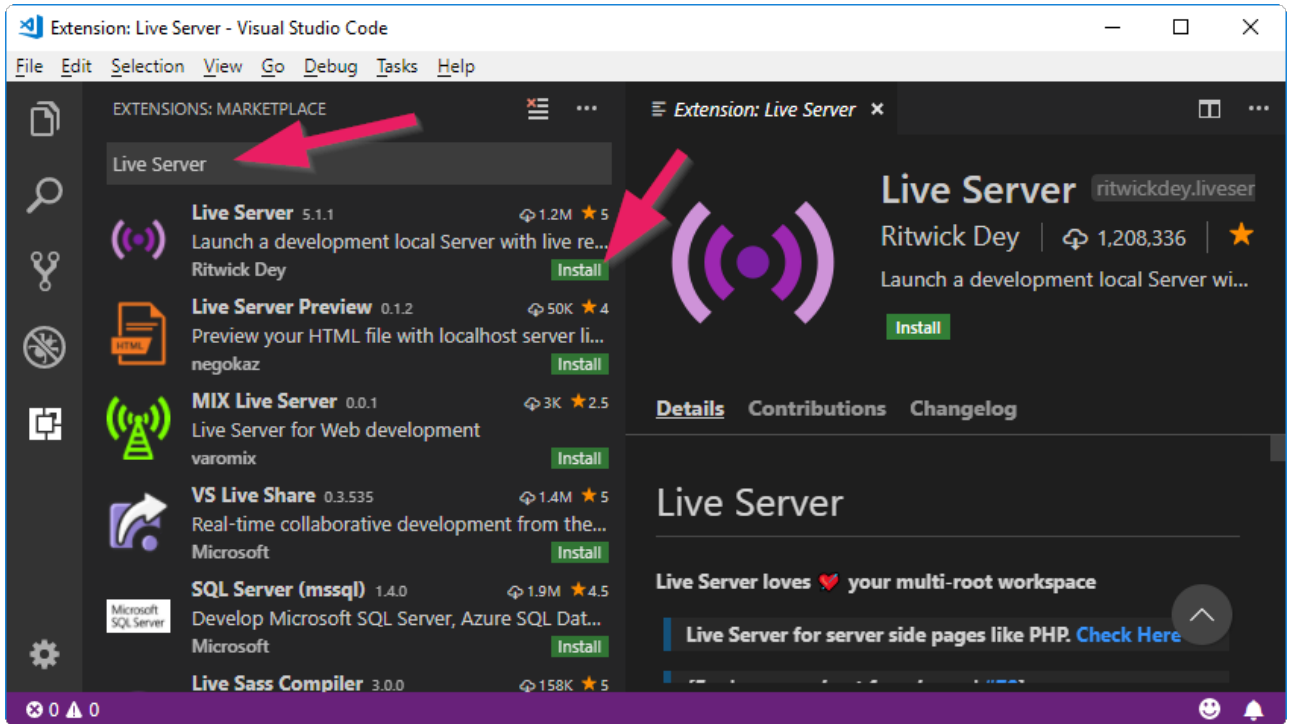 Extension: Live Server - Visual Studio Code
File Edit Selection View Go Debug Tasks Help
EXTENSIONS: MARKETPLACE
Live Server
Live Server 5.1.1 1.2M ★ 5
Launch a development local Server with live re...
Ritwick Dey Install
Live Server Preview 0.1.2 50K ★ 4
Preview your HTML file with localhost server li...
negokaz Install
HTML
MIX Live Server 0.0.1 3K ★ 2.5
Live Server for Web development
varomix Install
VS Live Share 0.3.535 1.4M ★ 5
Real-time collaborative development from the...
Microsoft Install
SQL Server (mssql) 1.4.0 1.9M ★ 4.5
Develop Microsoft SQL Server, Azure SQL Dat...
Microsoft Install
Microsoft
SQL Server
Live Sass Compiler 3.0.0 158K ★ 5
Extension: Live Server ×
Live Server ritwickdey.liveser
Ritwick Dey | 1,208,336 | ★
Launch a development local Server wi...
Install
Details Contributions Changelog
Live Server
Live Server loves 💘 your multi-root workspace
Live Server for server side pages like PHP. Check Here
0 0